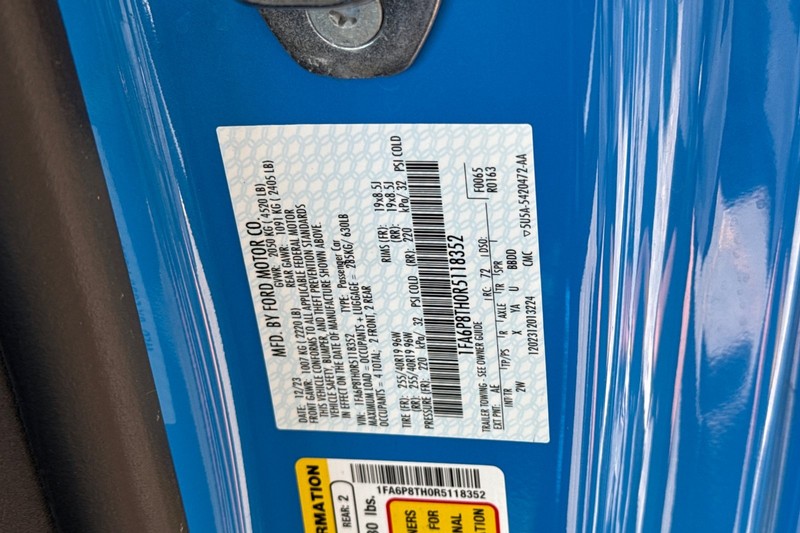 MFD. BY FORD MOTOR CO.
DATE: 12/23 GVWR: 2050 KG ( 4520 LB)
FRONT GAWR: 1007 KG ( 2220 LB) REAR GAWR: 1091 KG ( 2405 LB)
THIS VEHICLE CONFORMS TO ALL APPLICABLE FEDERAL MOTOR
VEHICLE SAFETY, BUMPER, AND THEFT PREVENTION STANDARDS
IN EFFECT ON THE DATE OF MANUFACTURE SHOWN ABOVE.
VIN: 1FA6P8TH0R5118352 TYPE: Passenger Car
MAXIMUM LOAD = OCCUPANTS + LUGGAGE = 285KG/ 630LB
OCCUPANTS = 4 TOTAL, 2 FRONT, 2 REAR
TIRE (FR): 255/40R19 96W RIMS (FR): 19x8.5J
(RR): 255/40R19 96W (RR): 19x8.5J
PRESSURE (FR): 220 kPa/ 32 PSI COLD (RR): 220 kPa/ 32 PSI COLD
1FA6P8TH0R5118352
F0065
R0163
TRAILER TOWING - SEE OWNER GUIDE LRC: 72 LDSO:
EXT PNT: AE TP/PS R AXLE TR SPR
INT TR
2W X YA U BBDD
1202312013224 CMC ▽5U5A-5420472-AA
1FA6P8TH0R5118352
REAR: 2